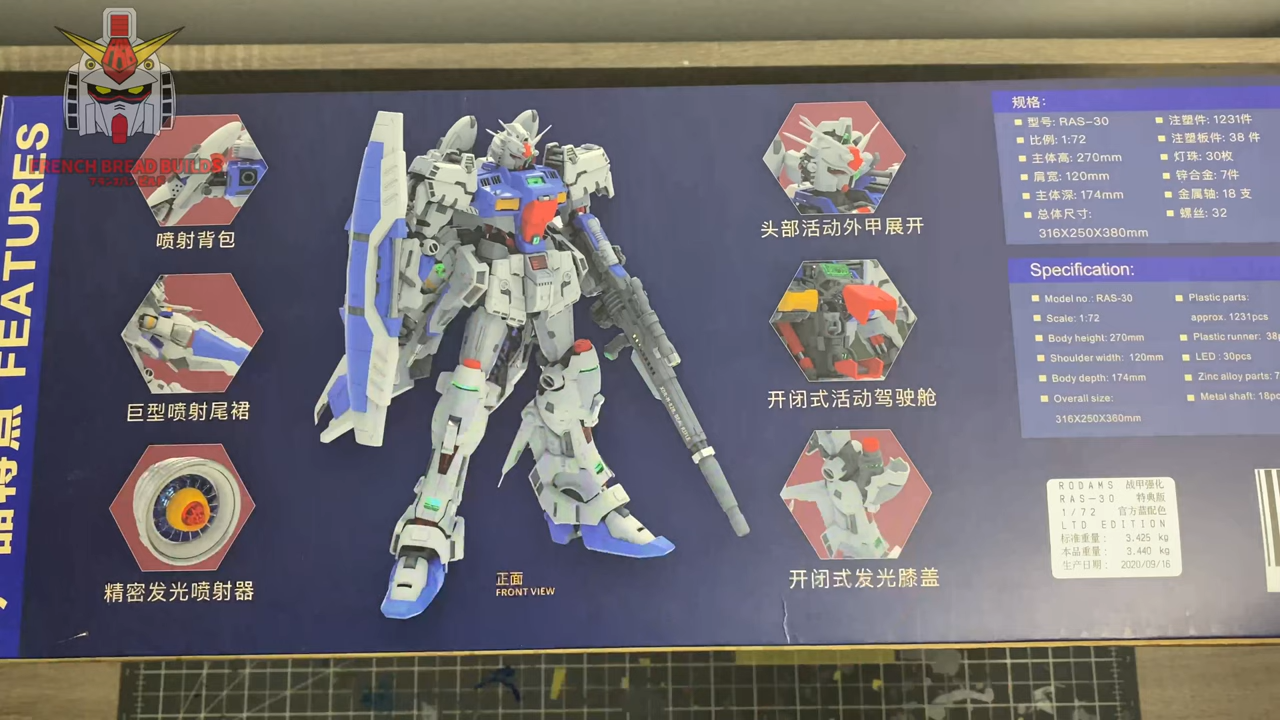 FRENCH BREAD BUILDS
FEATURES
喷射背包
巨型喷射尾裙
精密发光喷射器
正面
FRONT VIEW
头部活动外甲展开
开闭式活动驾驶舱
开闭式发光膝盖
规格:
型号: RAS-30
比例: 1:72
主体高: 270mm
肩宽: 120mm
主体深: 174mm
总体尺寸:
316X250X380mm
注塑件: 1231件
注塑板件: 38 件
灯珠: 30枚
锌合金: 7件
金属轴: 18 支
螺丝: 32
Specification:
Model no.: RAS-30
Scale: 1:72
Body height: 270mm
Shoulder width: 120mm
Body depth: 174mm
Overall size:
316X250X360mm
Plastic parts:
approx. 1231pcs
Plastic runner: 38p
LED : 30pcs
Zinc alloy parts: 7
Metal shaft: 18pc
RODAMS 战甲强化
RAS-30 特典版
1/72 官方蓝配色
LTD EDITION
标准重量: 3.425 kg
本品重量: 3.440 kg
生产日期: 2020/09/16